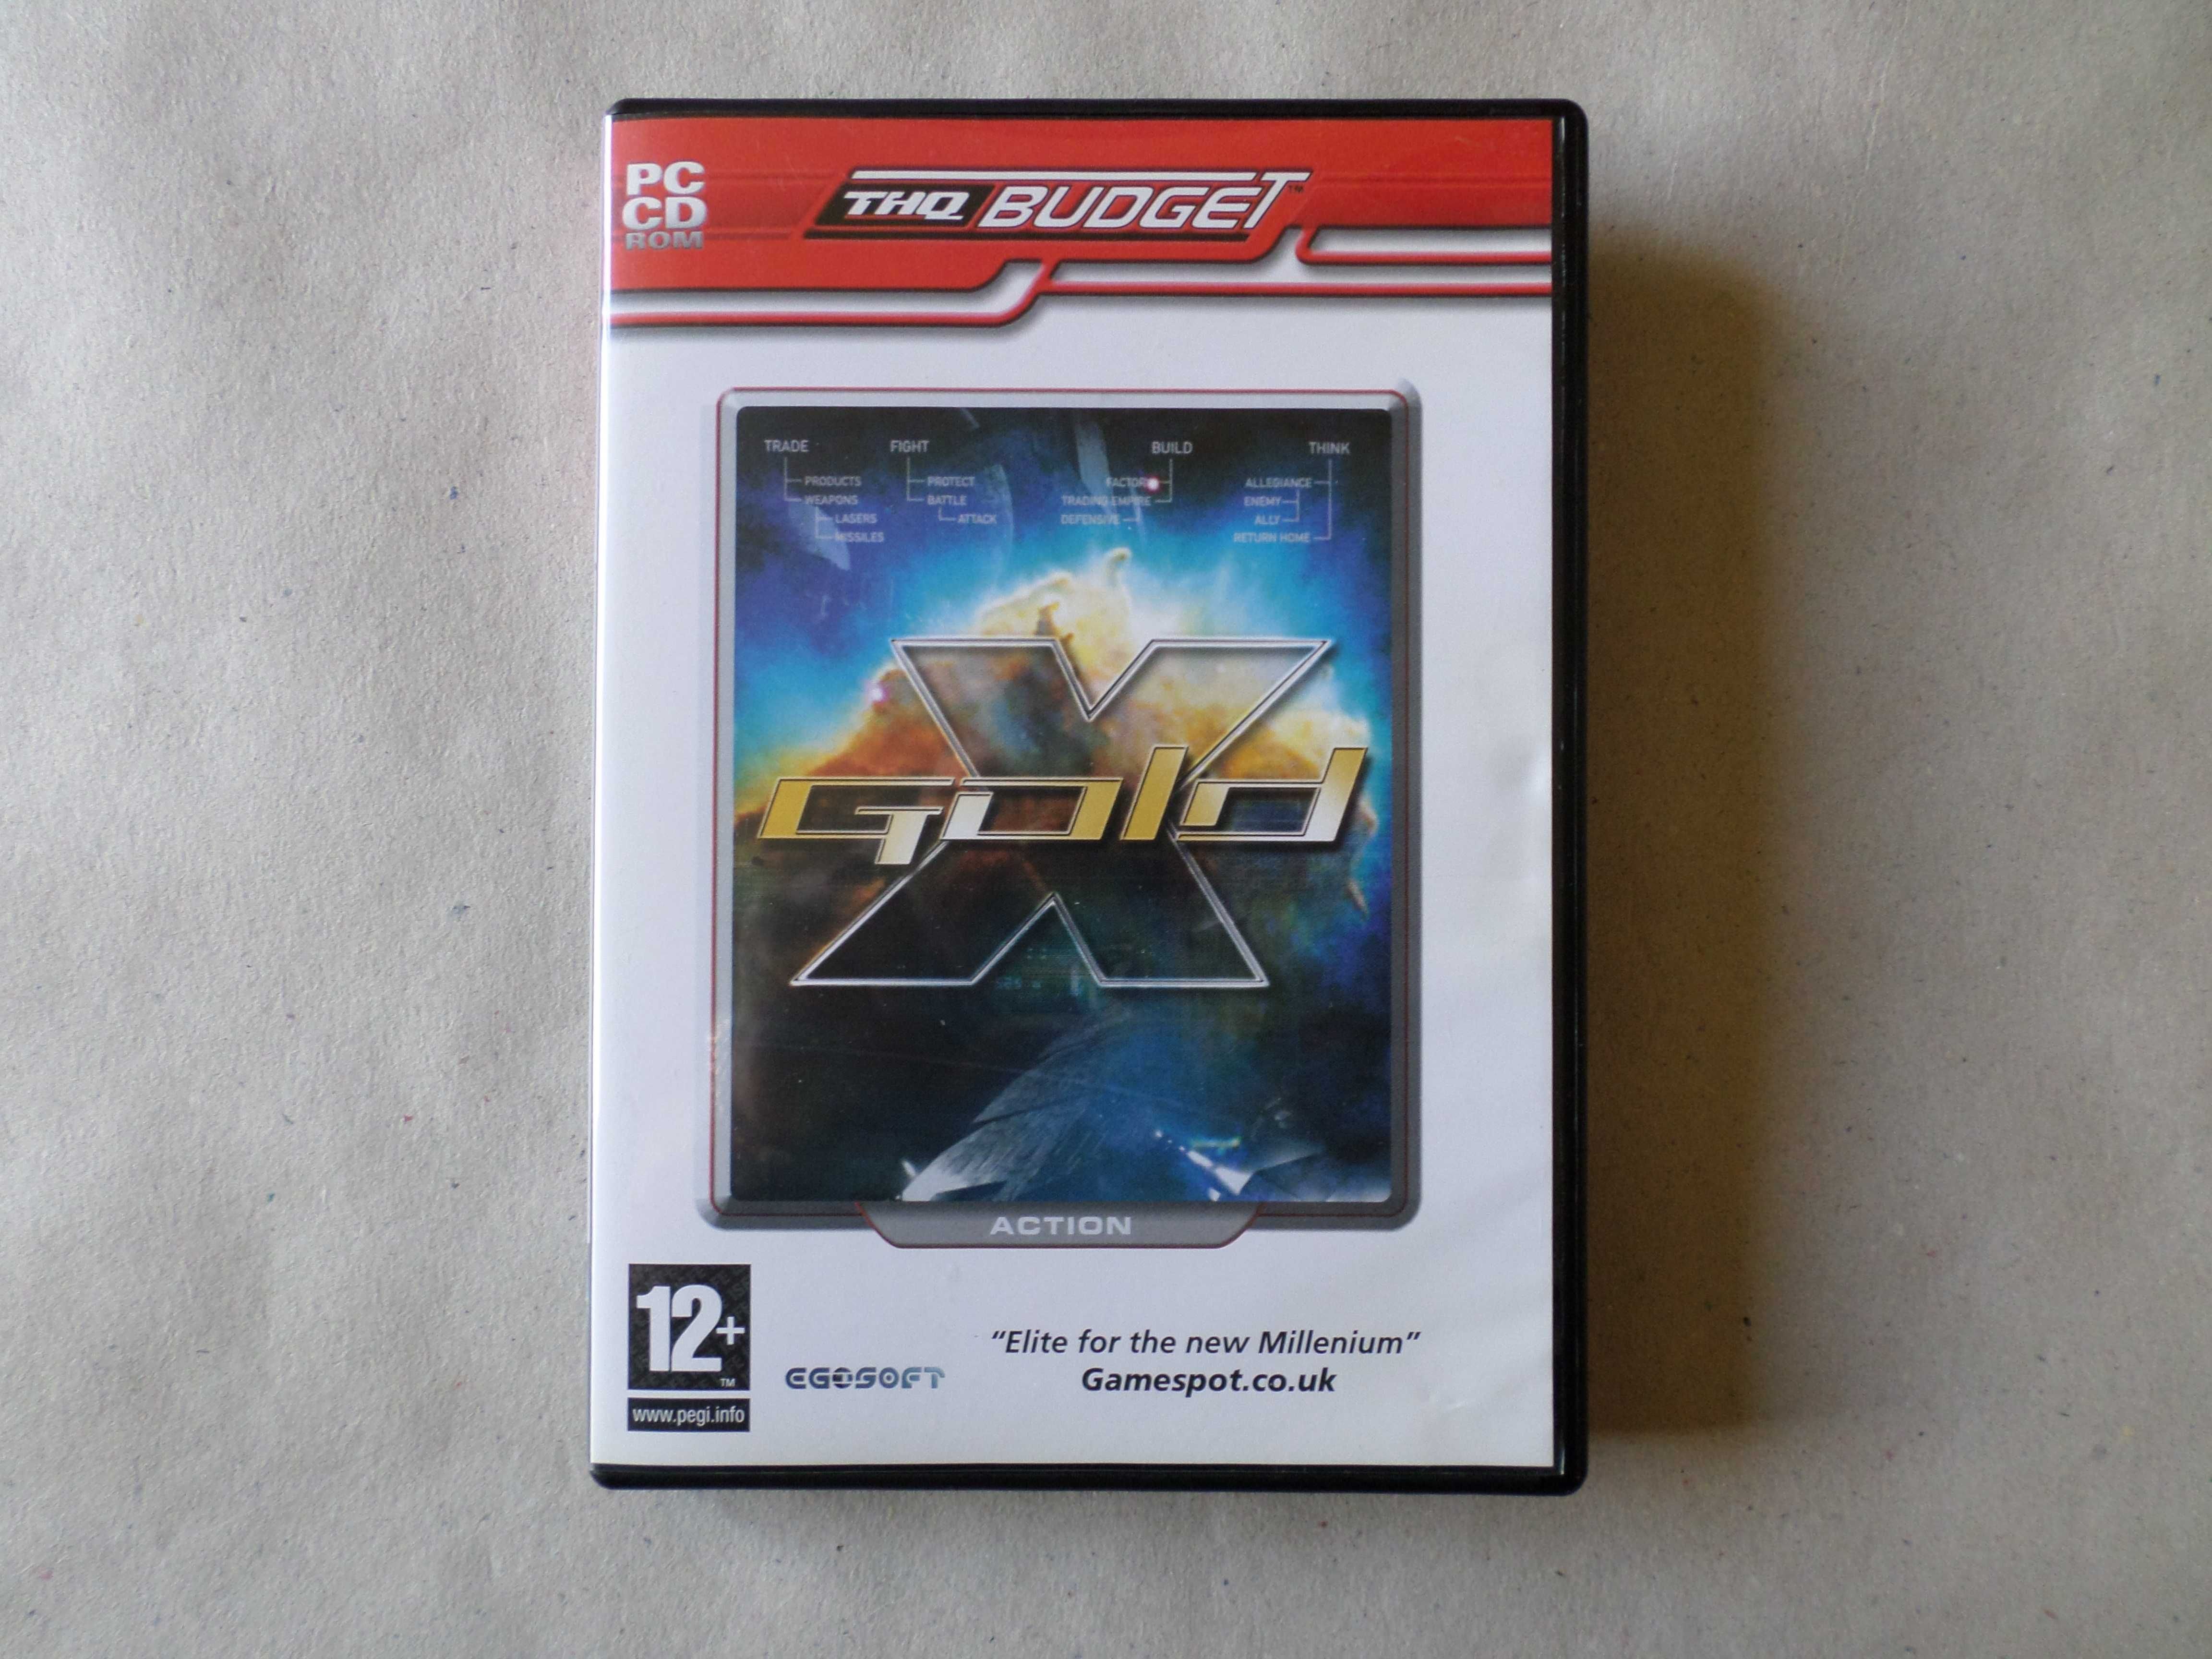 PC
CD
ROM
THQ BUDGET™
TRADE
PRODUCTS
WEAPONS
LASERS
MISSILES
FIGHT
PROTECT
BATTLE
ATTACK
BUILD
TRADING EMPIRE
DEFENSIVE
THINK
ALLEGIANCE
ENEMY
ALLY
RETURN HOME
X
Gold
ACTION
12+
TM
www.pegi.info
EGOSOFT
“Elite for the new Millenium”
Gamespot.co.uk